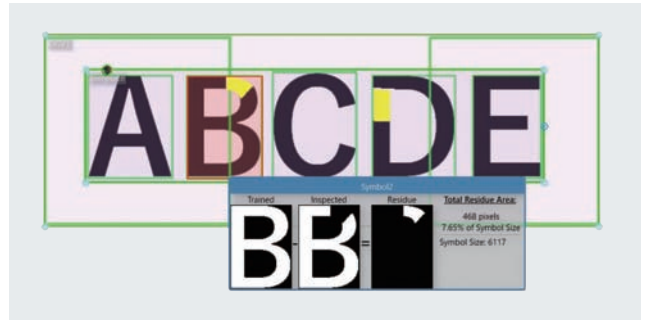 ABCDE
Symbol2
Trained Inspected Residue Total Residue Area:
B - B =
468 pixels
7.65% of Symbol Size
Symbol Size: 6117